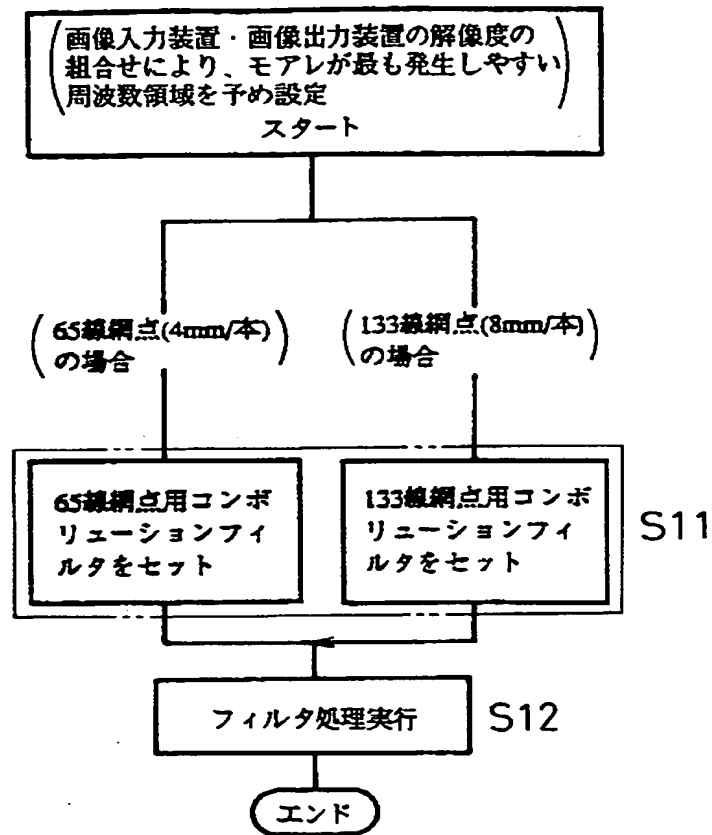 画像入力装置・画像出力装置の解像度の
組合せにより、モアレが最も発生しやすい
周波数領域を予め設定
スタート
65線網点(4mm/本)
の場合
133線網点(8mm/本)
の場合
65線網点用コンボ
リューションフィ
ルタをセット
133線網点用コンボ
リューションフィ
ルタをセット
S11
フィルタ処理実行
S12
エンド